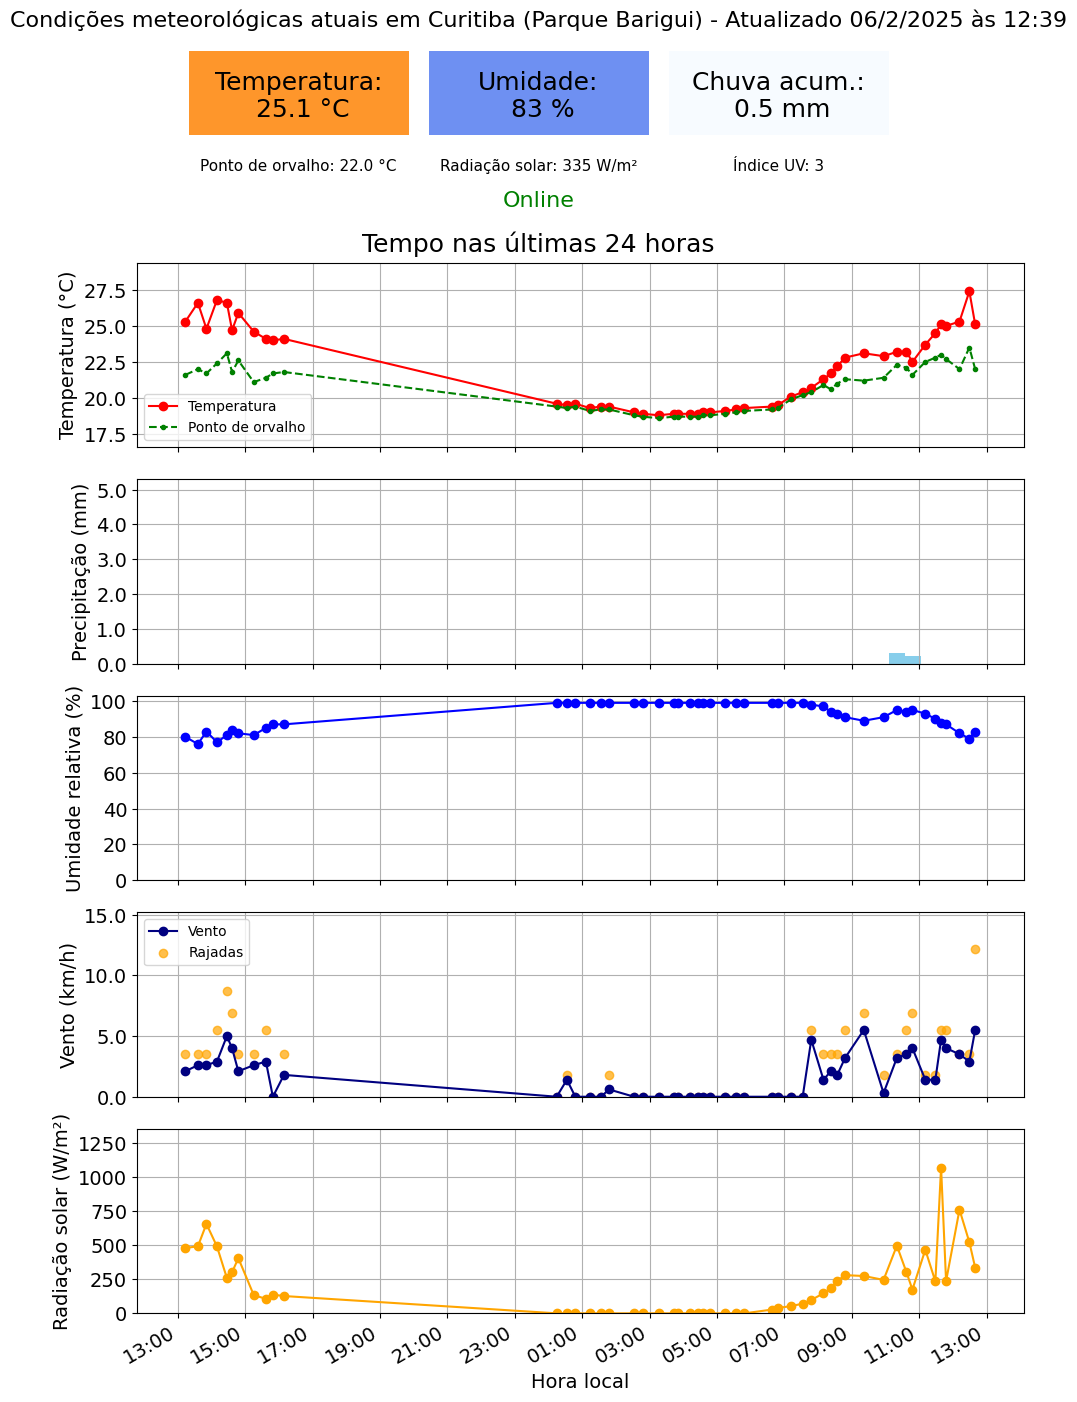 Condições meteorológicas atuais em Curitiba (Parque Barigui) - Atualizado 06/2/2025 às 12:39
Temperatura:
25.1 °C
Umidade:
83 %
Chuva acum.:
0.5 mm
Ponto de orvalho: 22.0 °C
Radiação solar: 335 W/m²
Índice UV: 3
Online
Tempo nas últimas 24 horas
Temperatura (°C)
27.5
25.0
22.5
20.0
17.5
Temperatura
Ponto de orvalho
Precipitação (mm)
5.0
4.0
3.0
2.0
1.0
0.0
Umidade relativa (%)
100
80
60
40
20
0
Vento (km/h)
15.0
10.0
5.0
0.0
Vento
Rajadas
Radiação solar (W/m²)
1250
1000
750
500
250
0
13:00
15:00
17:00
19:00
21:00
23:00
01:00
03:00
05:00
07:00
09:00
11:00
13:00
Hora local